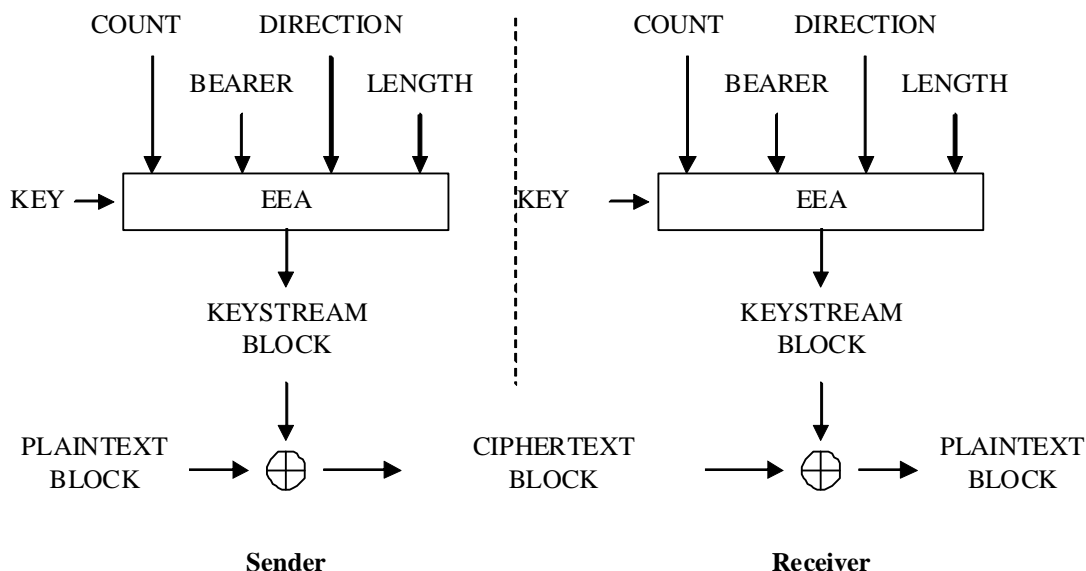 COUNT DIRECTION COUNT DIRECTION
BEARER LENGTH BEARER LENGTH
KEY EEA KEY EEA
KEYSTREAM KEYSTREAM
BLOCK BLOCK
PLAINTEXT CIPHERTEXT PLAINTEXT
BLOCK BLOCK BLOCK
Sender Receiver